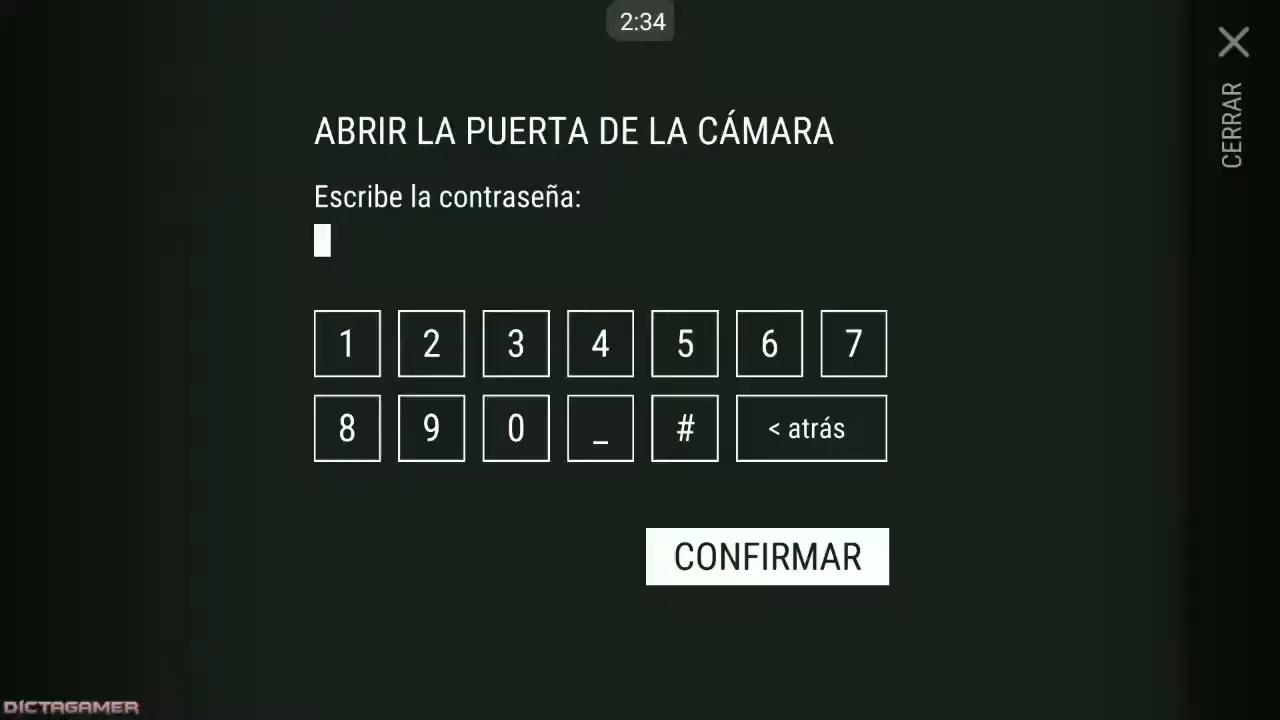 2:34
ABRIR LA PUERTA DE LA CÁMARA
CERRAR
Escribe la contraseña:
1 2 3 4 5 6 7
8 9 0 _ # < atrás
CONFIRMAR
DICTAGAMER